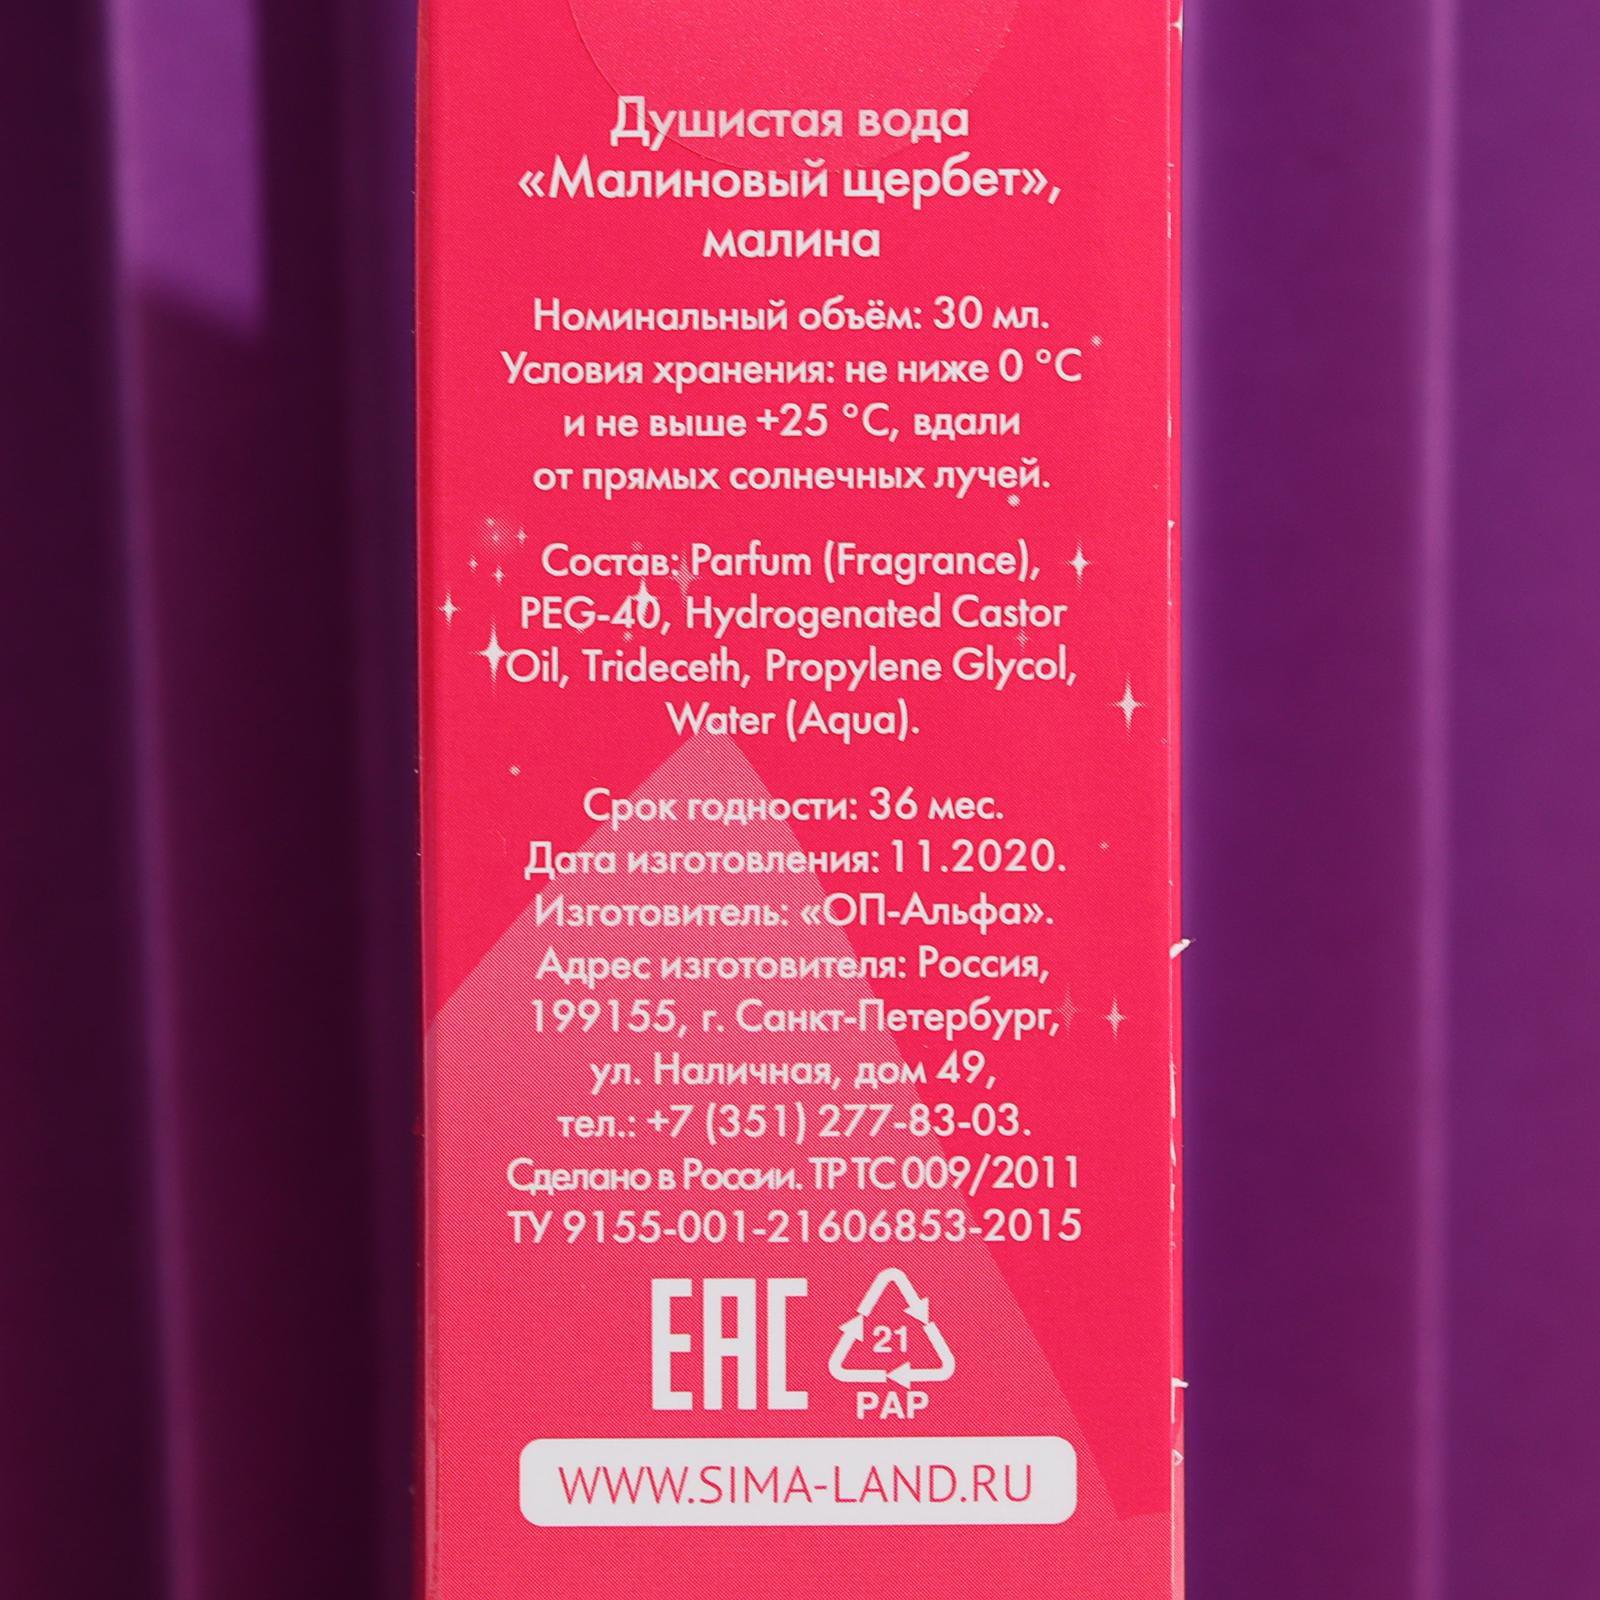 Душистая вода
«Малиновый щербет»,
малина
Номинальный объём: 30 мл.
Условия хранения: не ниже 0 °C
и не выше +25 °C, вдали
от прямых солнечных лучей.
Состав: Parfum (Fragrance),
PEG-40, Hydrogenated Castor
Oil, Trideceth, Propylene Glycol,
Water (Aqua).
Срок годности: 36 мес.
Дата изготовления: 11.2020.
Изготовитель: «ОП-Альфа».
Адрес изготовителя: Россия,
199155, г. Санкт-Петербург,
ул. Наличная, дом 49,
тел.: +7 (351) 277-83-03.
Сделано в России. ТР ТС 009/2011
ТУ 9155-001-21606853-2015
EAC
21
PAP
WWW.SIMA-LAND.RU